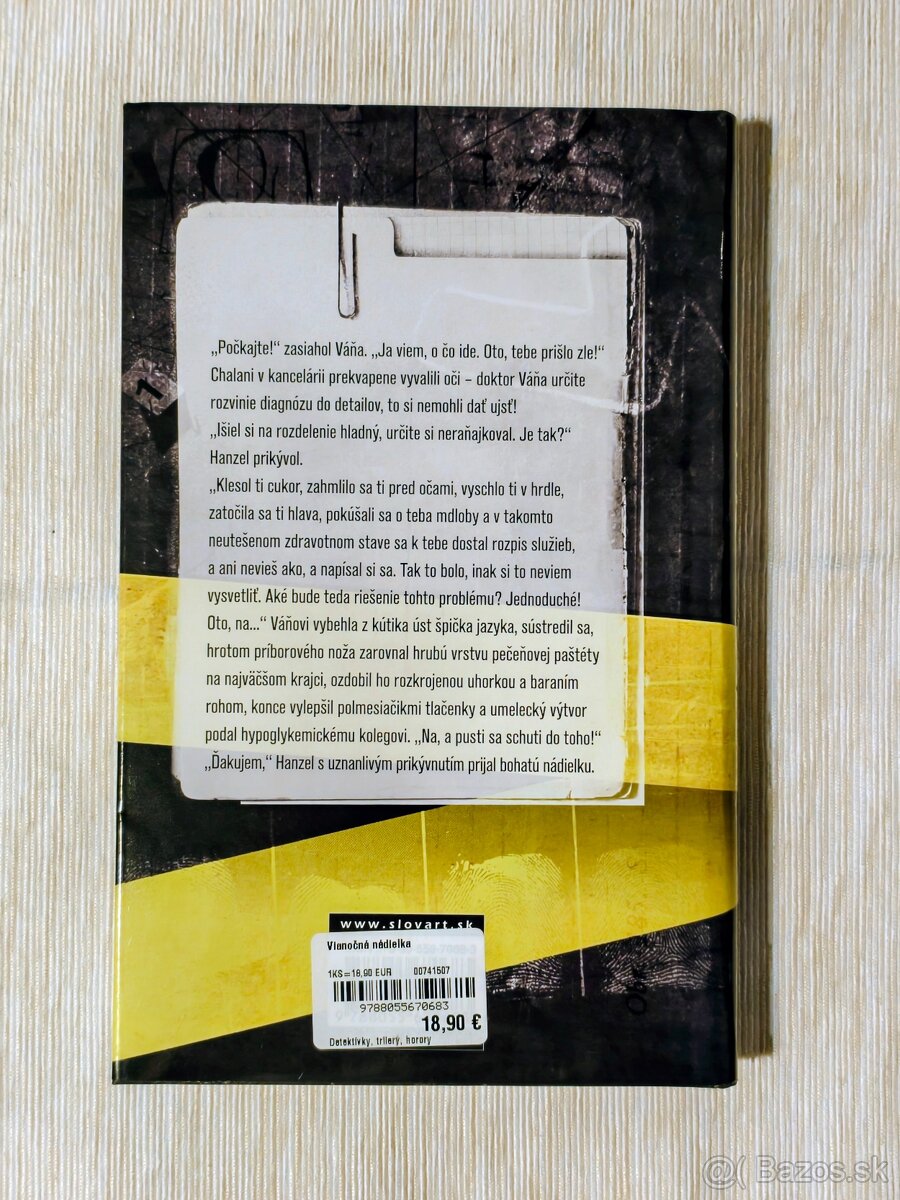 „Počkajte!“ zasiahol Váňa. „Ja viem, o čo ide. Oto, tebe prišlo zle!“
Chalani v kancelárii prekvapene vyvalili oči – doktor Váňa určite
rozvinie diagnózu do detailov, to si nemohli dať ujsť!
„Išiel si na rozdelenie hladný, určite si neraňajkoval. Je tak?“
Hanzel prikývol.
„Klesol ti cukor, zahmlilo sa ti pred očami, vyschlo ti v hrdle,
zatočila sa ti hlava, pokúšali sa o teba mdloby a v takomto
neutešenom zdravotnom stave sa k tebe dostal rozpis služieb,
a ani nevieš ako, a napísal si sa. Tak to bolo, inak si to neviem
vysvetliť. Aké bude teda riešenie tohto problému? Jednoduché!
Oto, na...“ Váňovi vybehla z kútika úst špička jazyka, sústredil sa,
hrotom príborového noža zarovnal hrubú vrstvu pečeňovej paštéty
na najväčšom krajci, ozdobil ho rozkrojenou uhorkou a baraním
rohom, konce vylepšil polmesiačikmi tlačenky a umelecký výtvor
podal hypoglykemickému kolegovi. „Na, a pusti sa schuti do toho!“
„Ďakujem,“ Hanzel s uznanlivým prikývnutím prijal bohatú nádielku.
1
www.slovart.sk
Vianočná nádielka
1KS=18,90 EUR 00741507
9788055670683
18,90 €
Detektívky, trilery, horory
@( Bazos.sk